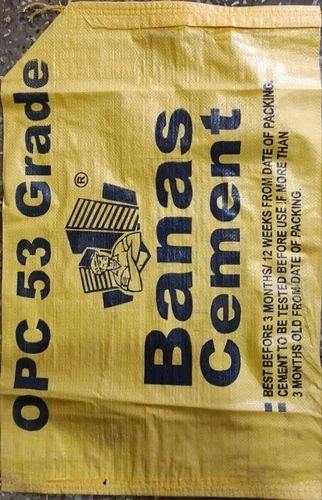 OPC 53 Grade
®
Banas
Cement
BEST BEFORE 3 MONTHS/ 12 WEEKS FROM DATE OF PACKING.
CEMENT TO BE TESTED BEFORE USE IF MORE THAN
3 MONTHS OLD FROM DATE OF PACKING.